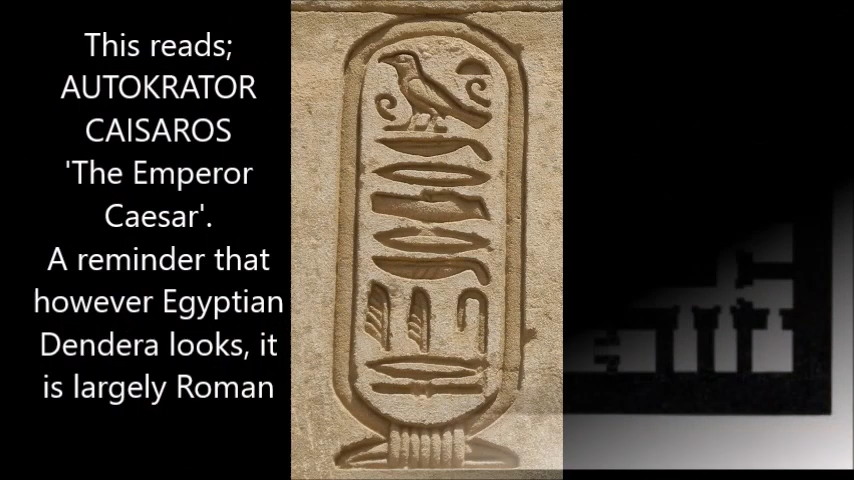 This reads;
AUTOKRATOR
CAISAROS
'The Emperor
Caesar'.
A reminder that
however Egyptian
Dendera looks, it
is largely Roman